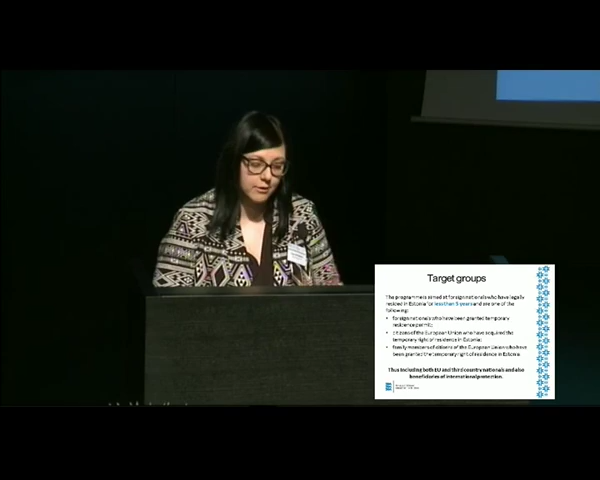 Target groups
The programme is aimed at foreign nationals who have legally
resided in Estonia for less than 5 years and are one of the
following:
• foreign nationals who have been granted temporary
residence permit;
• citizens of the European Union who have acquired the
temporary right of residence in Estonia;
• family members of citizens of the European Union who have
been granted the temporary right of residence in Estonia.
Thus including both EU and third country nationals and also
beneficiaries of international protection.